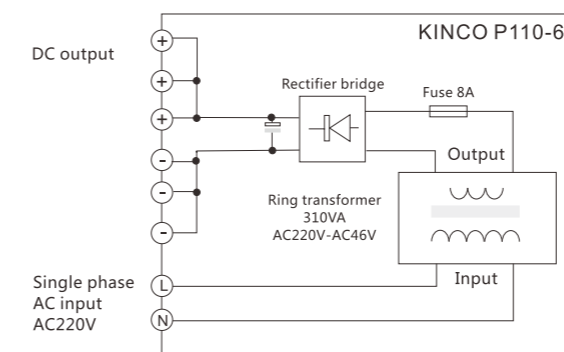 KINCO P110-6
DC output
+
+
+
-
-
-
Rectifier bridge
Fuse 8A
Output
Ring transformer
310VA
AC220V-AC46V
Input
Single phase
AC input
AC220V
L
N